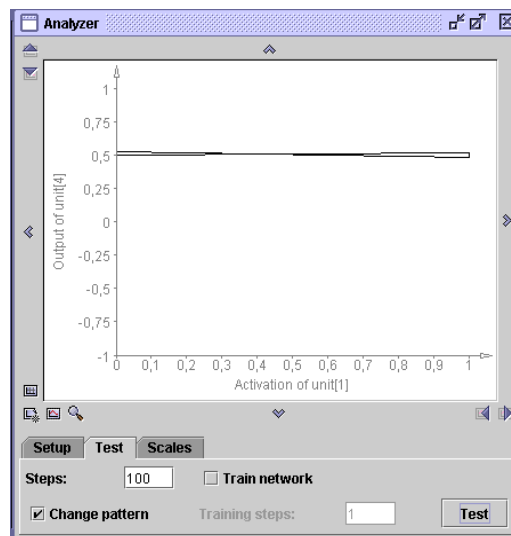 Analyzer
1
0,75
0,5
0,25
0
-0,25
-0,5
-0,75
-1
Output of unit[4]
0 0,1 0,2 0,3 0,4 0,5 0,6 0,7 0,8 0,9 1
Activation of unit[1]
Setup Test Scales
Steps: 100 Train network
Change pattern Training steps: 1 Test